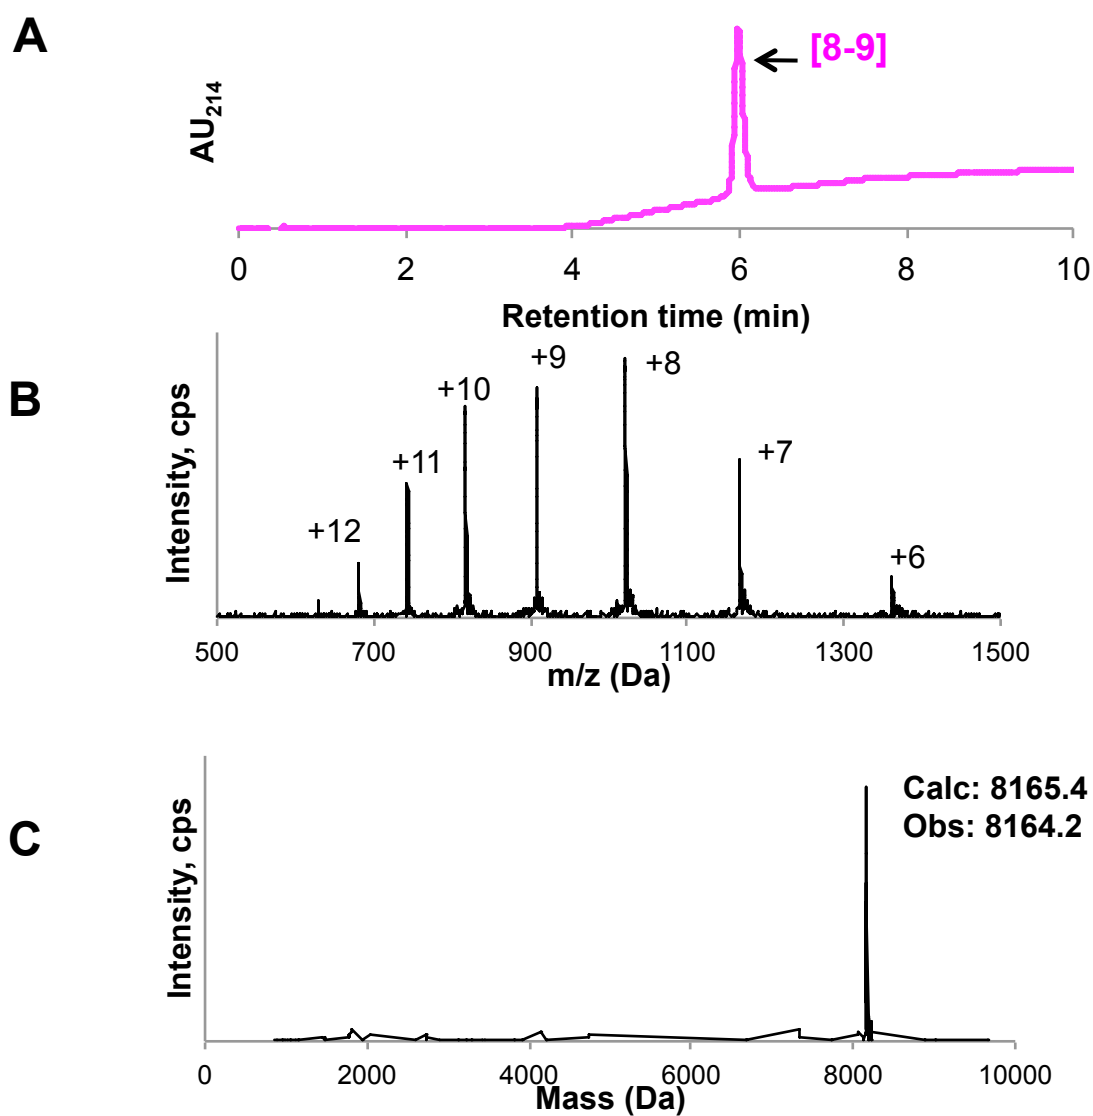 A
[8-9]
AU214
0 2 4 6 8 10
Retention time (min)
B
+12
+11
+10
+9
+8
+7
+6
Intensity, cps
500 700 900 1100 1300 1500
m/z (Da)
C
Calc: 8165.4
Obs: 8164.2
Intensity, cps
0 2000 4000 6000 8000 10000
Mass (Da)